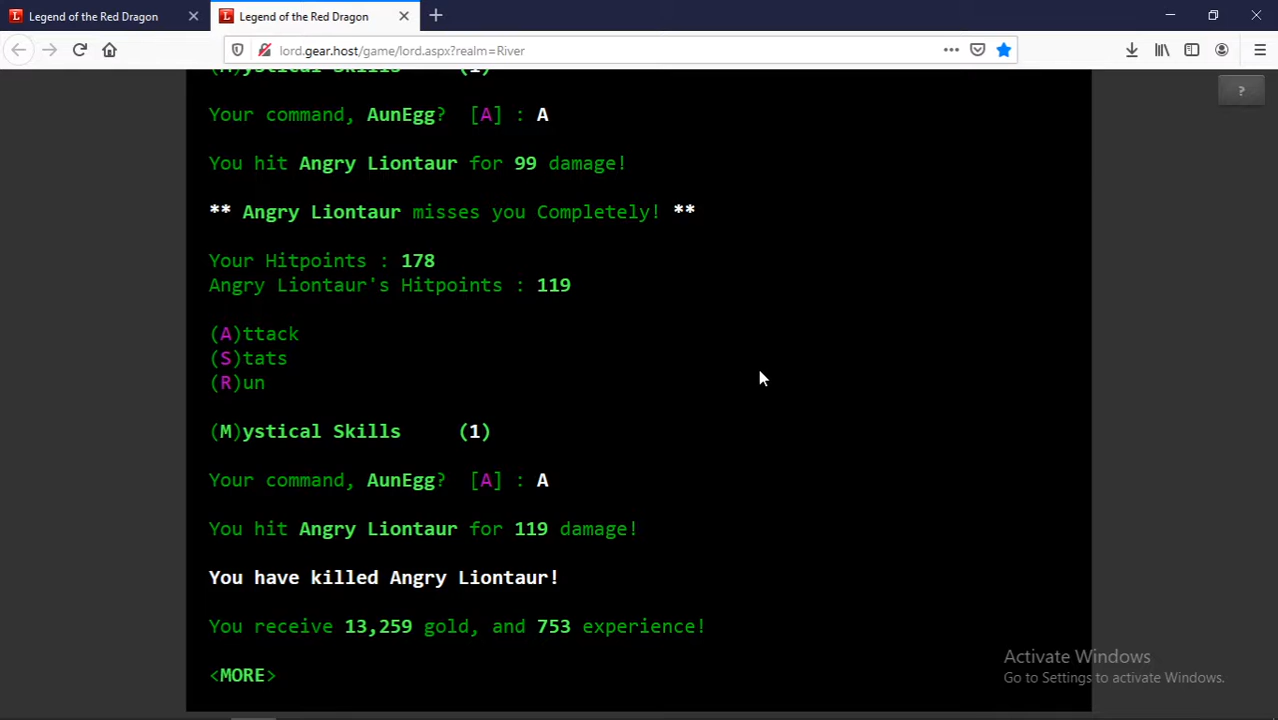 Legend of the Red Dragon
Legend of the Red Dragon
lord.gear.host/game/lord.aspx?realm=River
?
(M)ystical Skills (1)
Your command, AunEgg? [A] : A
You hit Angry Liontaur for 99 damage!
** Angry Liontaur misses you Completely! **
Your Hitpoints : 178
Angry Liontaur's Hitpoints : 119
(A)ttack
(S)tats
(R)un
(M)ystical Skills (1)
Your command, AunEgg? [A] : A
You hit Angry Liontaur for 119 damage!
You have killed Angry Liontaur!
You receive 13,259 gold, and 753 experience!
<MORE>
Activate Windows
Go to Settings to activate Windows.